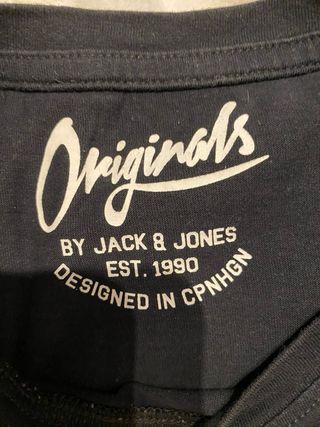 Originals
BY JACK & JONES
EST. 1990
DESIGNED IN CPNHGN